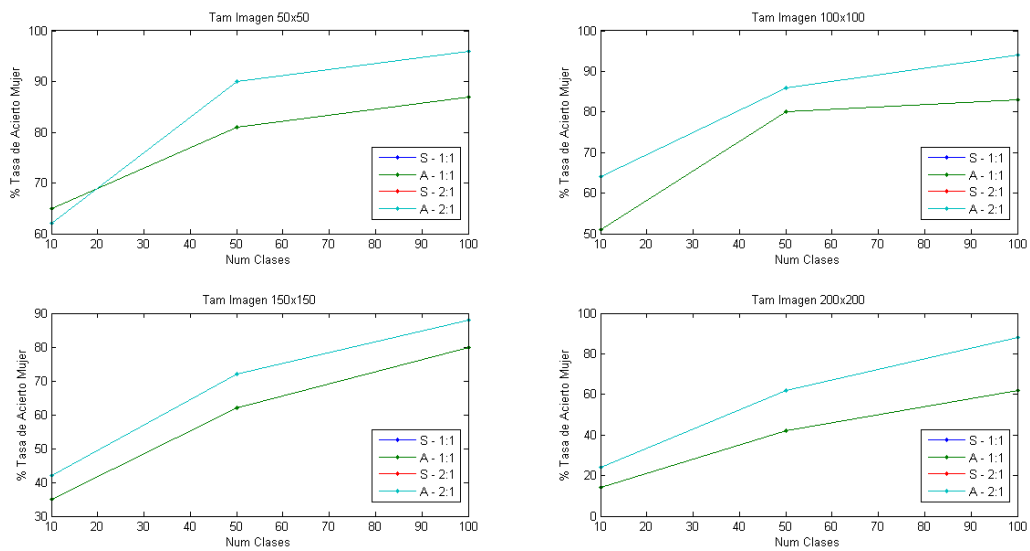 Tam Imagen 50x50
100
90
80
70
60
% Tasa de Acierto Mujer
10 20 30 40 50 60 70 80 90 100
Num Clases
S - 1:1
A - 1:1
S - 2:1
A - 2:1
Tam Imagen 100x100
100
90
80
70
60
50
% Tasa de Acierto Mujer
10 20 30 40 50 60 70 80 90 100
Num Clases
S - 1:1
A - 1:1
S - 2:1
A - 2:1
Tam Imagen 150x150
90
80
70
60
50
40
30
% Tasa de Acierto Mujer
10 20 30 40 50 60 70 80 90 100
Num Clases
S - 1:1
A - 1:1
S - 2:1
A - 2:1
Tam Imagen 200x200
100
80
60
40
20
0
% Tasa de Acierto Mujer
10 20 30 40 50 60 70 80 90 100
Num Clases
S - 1:1
A - 1:1
S - 2:1
A - 2:1